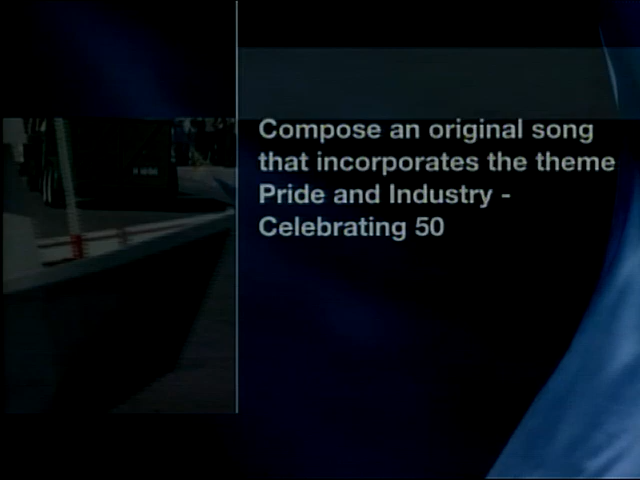 Compose an original song
that incorporates the theme
Pride and Industry -
Celebrating 50